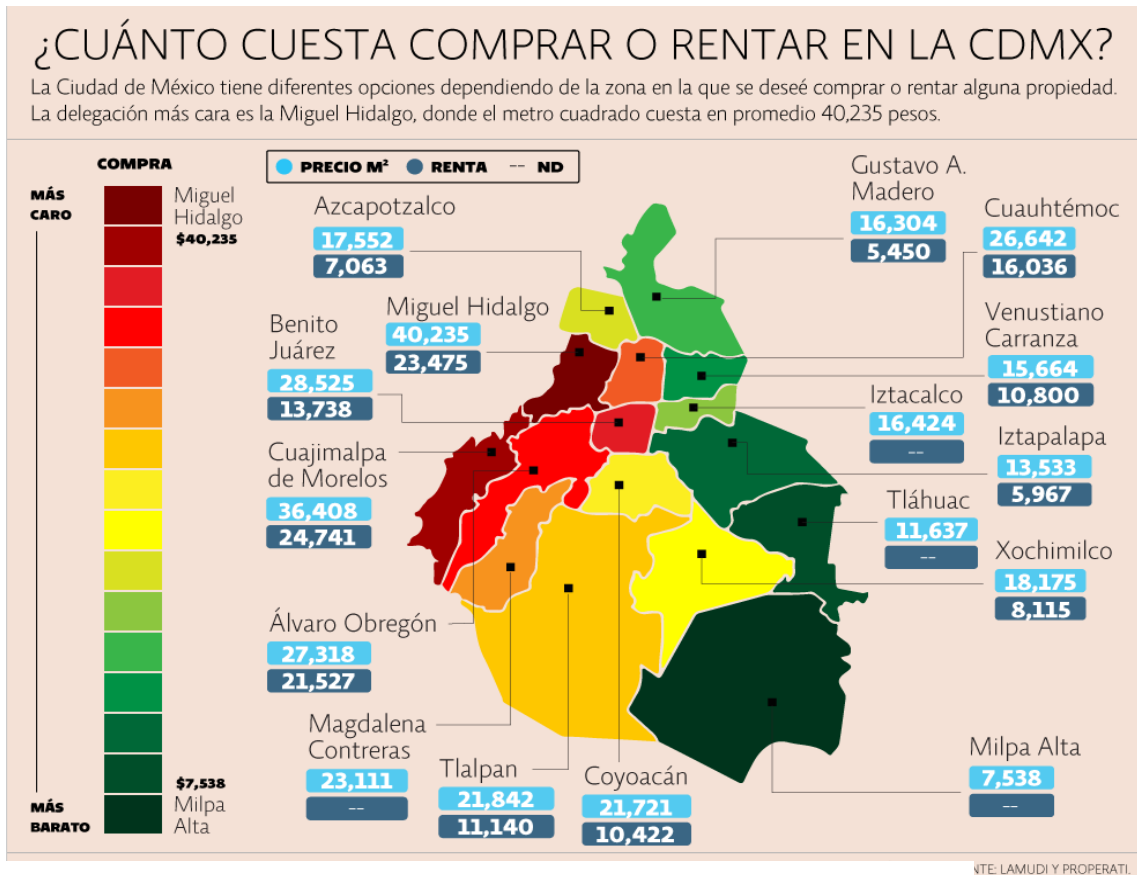 ¿CUÁNTO CUESTA COMPRAR O RENTAR EN LA CDMX?
La Ciudad de México tiene diferentes opciones dependiendo de la zona en la que se deseé comprar o rentar alguna propiedad.
La delegación más cara es la Miguel Hidalgo, donde el metro cuadrado cuesta en promedio 40,235 pesos.
COMPRA
MÁS
CARO
Miguel
Hidalgo
$40,235
$7,538
MÁS
BARATO
Milpa
Alta
PRECIO M²
RENTA
-- ND
Azcapotzalco
17,552
7,063
Gustavo A.
Madero
16,304
5,450
Cuauhtémoc
26,642
16,036
Miguel Hidalgo
40,235
23,475
Benito
Juárez
28,525
13,738
Venustiano
Carranza
15,664
10,800
Iztacalco
16,424
--
Cuajimalpa
de Morelos
36,408
24,741
Iztapalapa
13,533
5,967
Tláhuac
11,637
--
Xochimilco
18,175
8,115
Álvaro Obregón
27,318
21,527
Magdalena
Contreras
23,111
--
Tlalpan
21,842
11,140
Coyoacán
21,721
10,422
Milpa Alta
7,538
--
NTE: LAMUDI Y PROPERATI.